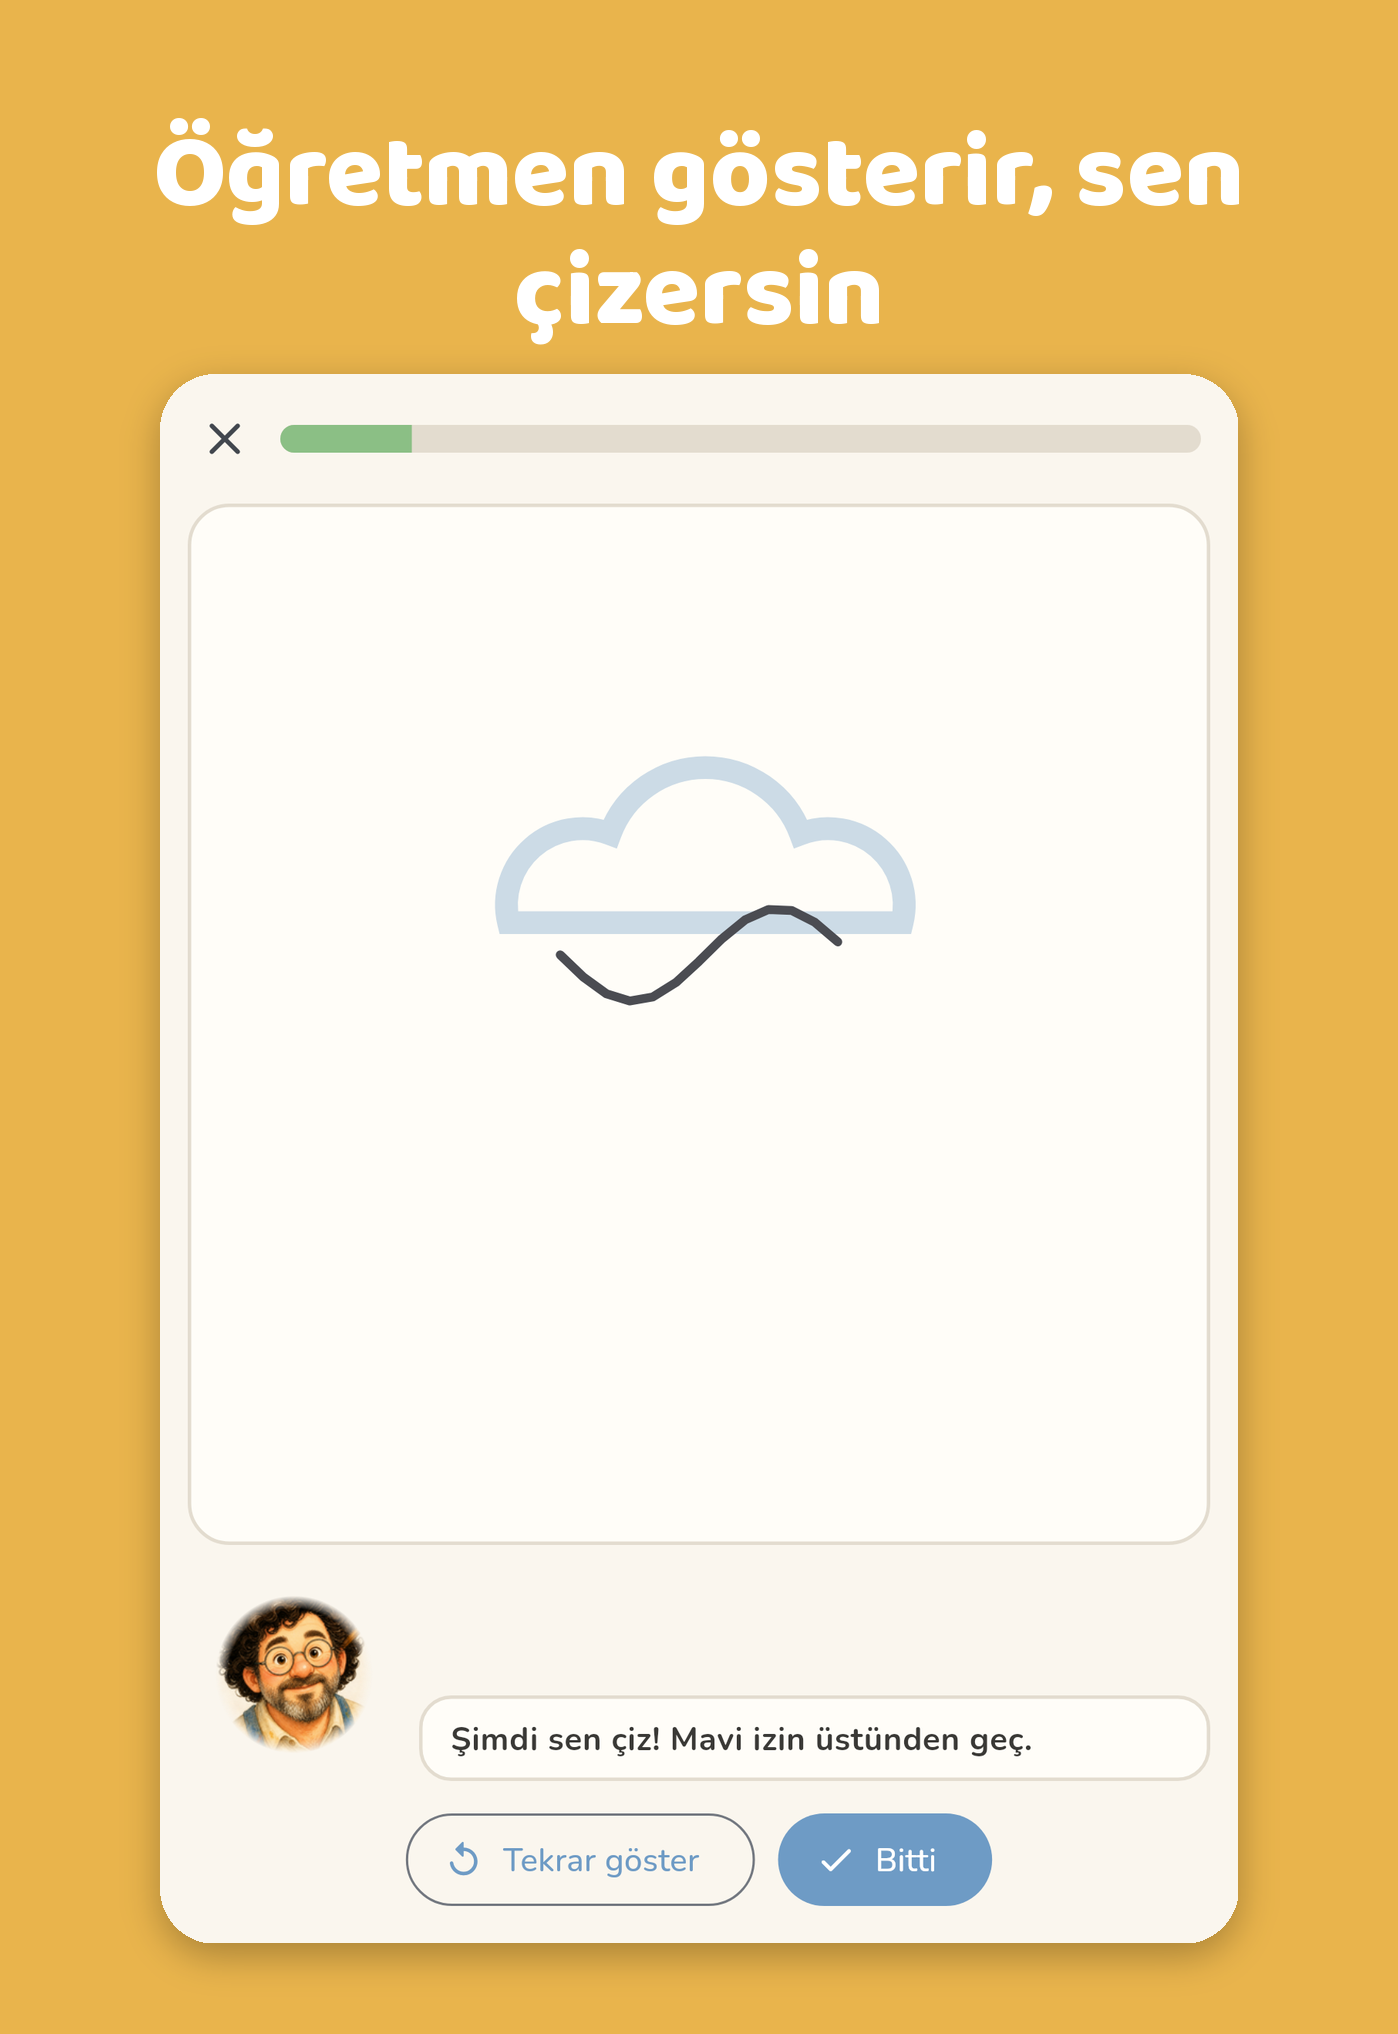 Öğretmen gösterir, sen
çizersin
Şimdi sen çiz! Mavi izin üstünden geç.
Tekrar göster
Bitti